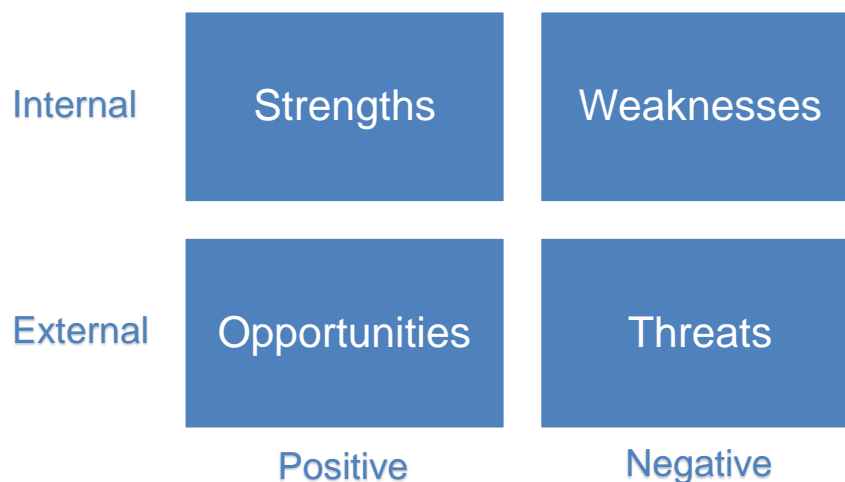 Internal
Strengths
Weaknesses
External
Opportunities
Threats
Positive
Negative